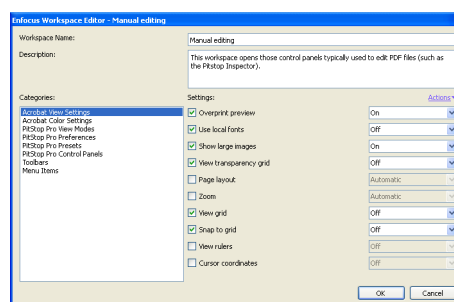 Enfocus Workspace Editor - Manual editing
Workspace Name:
Manual editing
Description:
This workspace opens those control panels typically used to edit PDF files (such as
the Pitstop Inspector).
Categories:
Settings:
Actions
Acrobat View Settings
Acrobat Color Settings
PitStop Pro View Modes
PitStop Pro Preferences
PitStop Pro Presets
PitStop Pro Control Panels
Toolbars
Menu Items
Overprint preview On
Use local fonts Off
Show large images On
View transparency grid Off
Page layout Automatic
Zoom Automatic
View grid Off
Snap to grid Off
View rulers Off
Cursor coordinates Off
OK Cancel